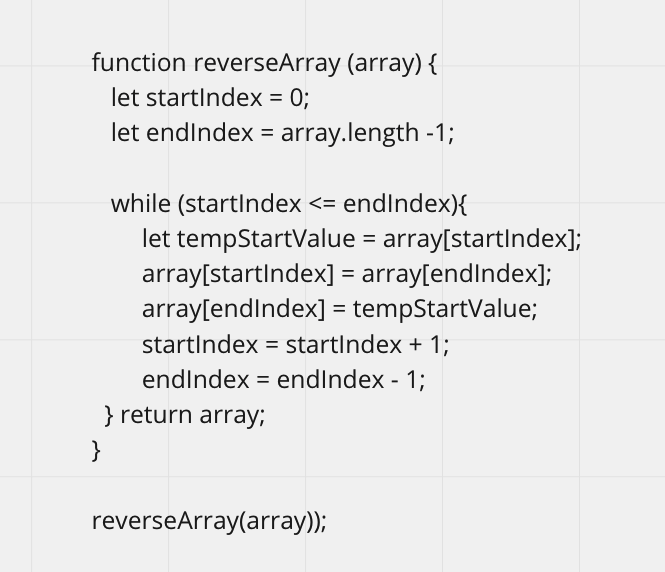 function reverseArray (array) {
let startIndex = 0;
let endIndex = array.length -1;
while (startIndex <= endIndex){
let tempStartValue = array[startIndex];
array[startIndex] = array[endIndex];
array[endIndex] = tempStartValue;
startIndex = startIndex + 1;
endIndex = endIndex - 1;
} return array;
}
reverseArray(array));